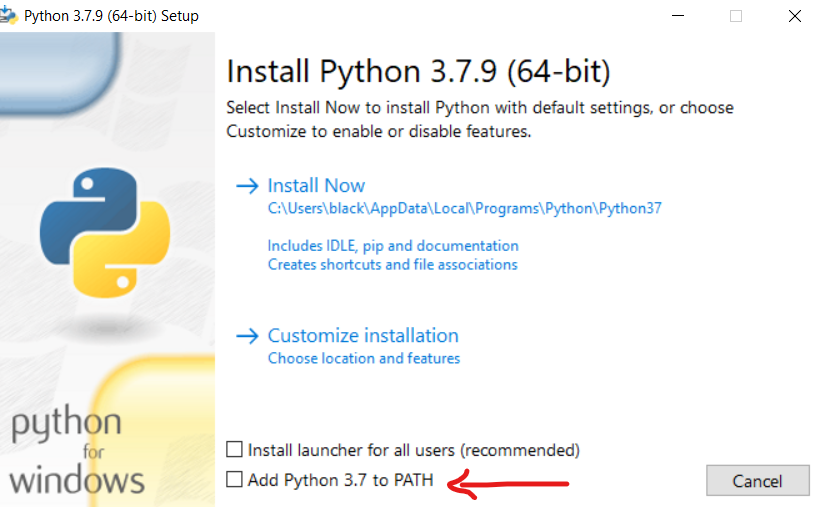 Python 3.7.9 (64-bit) Setup
Install Python 3.7.9 (64-bit)
Select Install Now to install Python with default settings, or choose
Customize to enable or disable features.
Install Now
C:\Users\black\AppData\Local\Programs\Python\Python37
Includes IDLE, pip and documentation
Creates shortcuts and file associations
Customize installation
Choose location and features
python
for
windows
Install launcher for all users (recommended)
Add Python 3.7 to PATH
Cancel